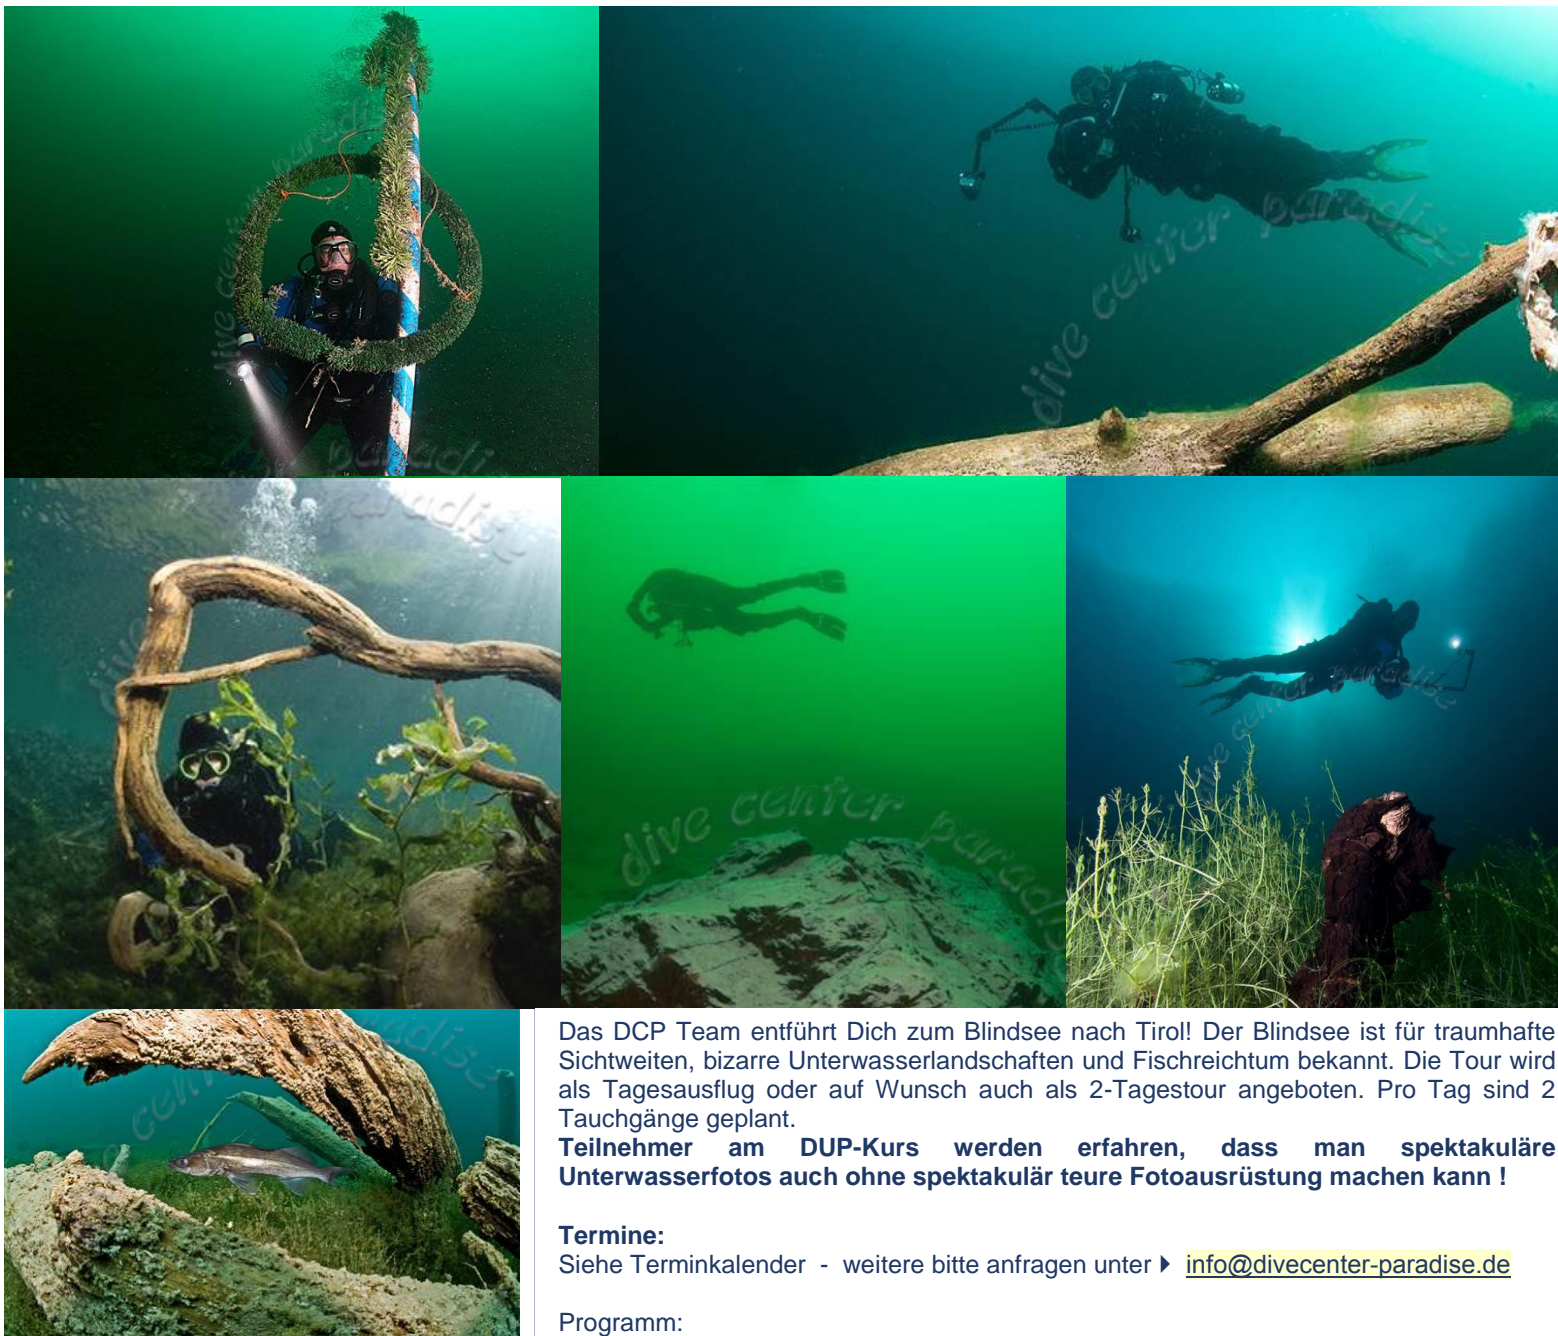 dive center paradise
dive center paradise
dive paradise
dive center paradise
dive center paradise
center paradise
Das DCP Team entführt Dich zum Blindsee nach Tirol! Der Blindsee ist für traumhafte
Sichtweiten, bizarre Unterwasserlandschaften und Fischreichtum bekannt. Die Tour wird
als Tagesausflug oder auf Wunsch auch als 2-Tagestour angeboten. Pro Tag sind 2
Tauchgänge geplant.
Teilnehmer am DUP-Kurs werden erfahren, dass man spektakuläre
Unterwasserfotos auch ohne spektakulär teure Fotoausrüstung machen kann !
Termine:
Siehe Terminkalender - weitere bitte anfragen unter info@divecenter-paradise.de
Programm: